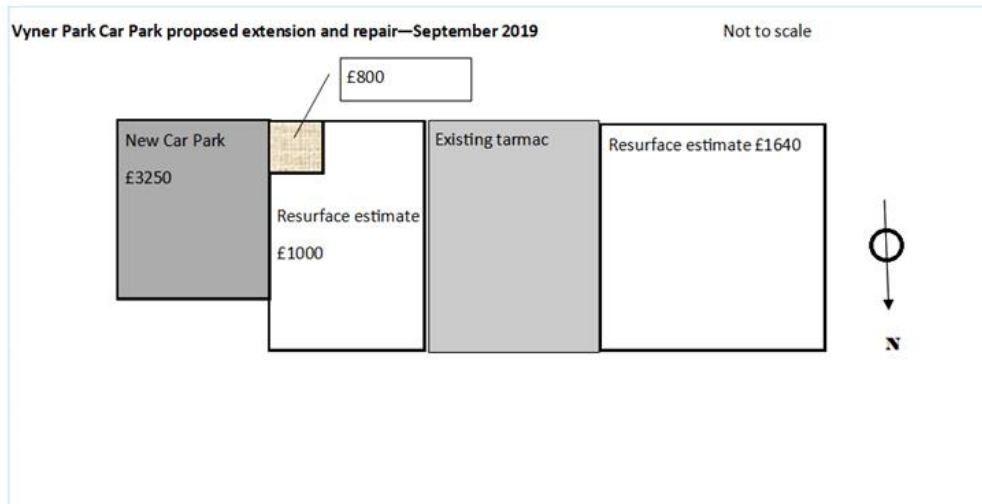 Vyner Park Car Park proposed extension and repair—September 2019
Not to scale
£800
New Car Park
£3250
Resurface estimate
£1000
Existing tarmac
Resurface estimate £1640
N